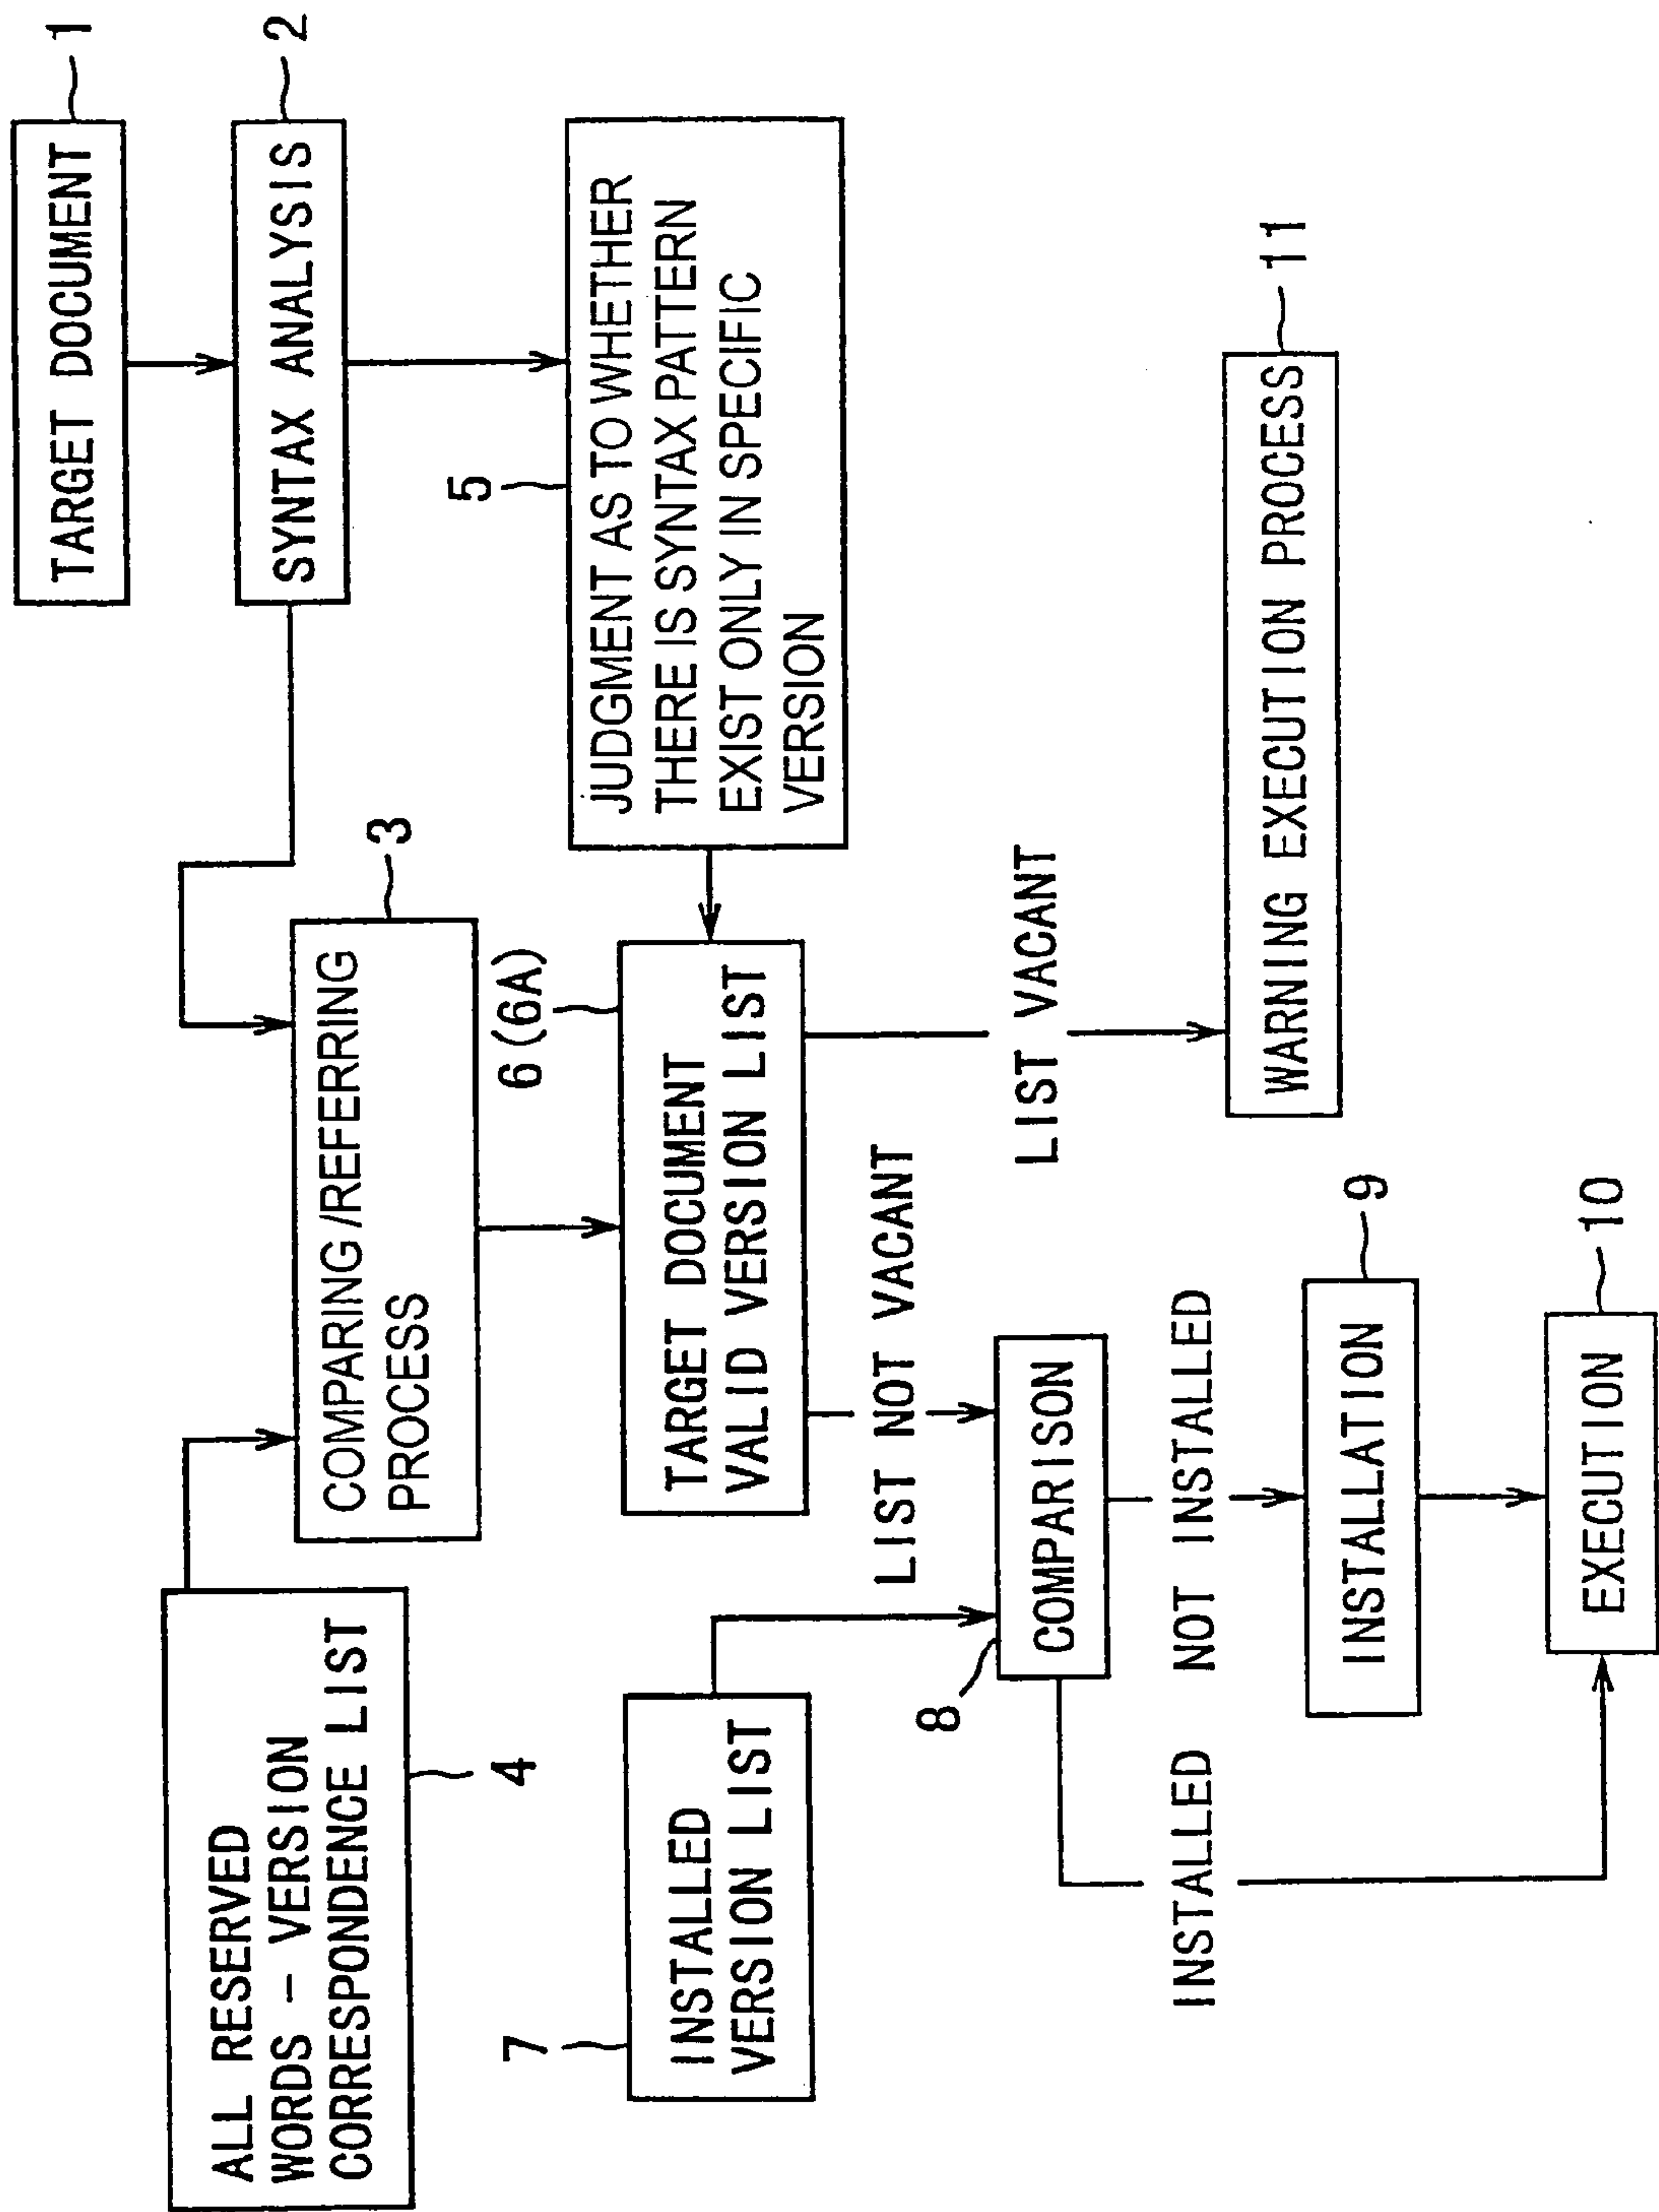 TARGET DOCUMENT
1
SYNTAX ANALYSIS
2
ALL RESERVED
WORDS - VERSION
CORRESPONDENCE LIST
4
COMPARING/REFERRING
PROCESS
3
JUDGMENT AS TO WHETHER
THERE IS SYNTAX PATTERN
EXIST ONLY IN SPECIFIC
VERSION
5
INSTALLED
VERSION LIST
7
TARGET DOCUMENT
VALID VERSION LIST
6 (6A)
LIST NOT VACANT
LIST VACANT
COMPARISON
8
INSTALLED
NOT INSTALLED
WARNING EXECUTION PROCESS
11
INSTALLATION
9
EXECUTION
10